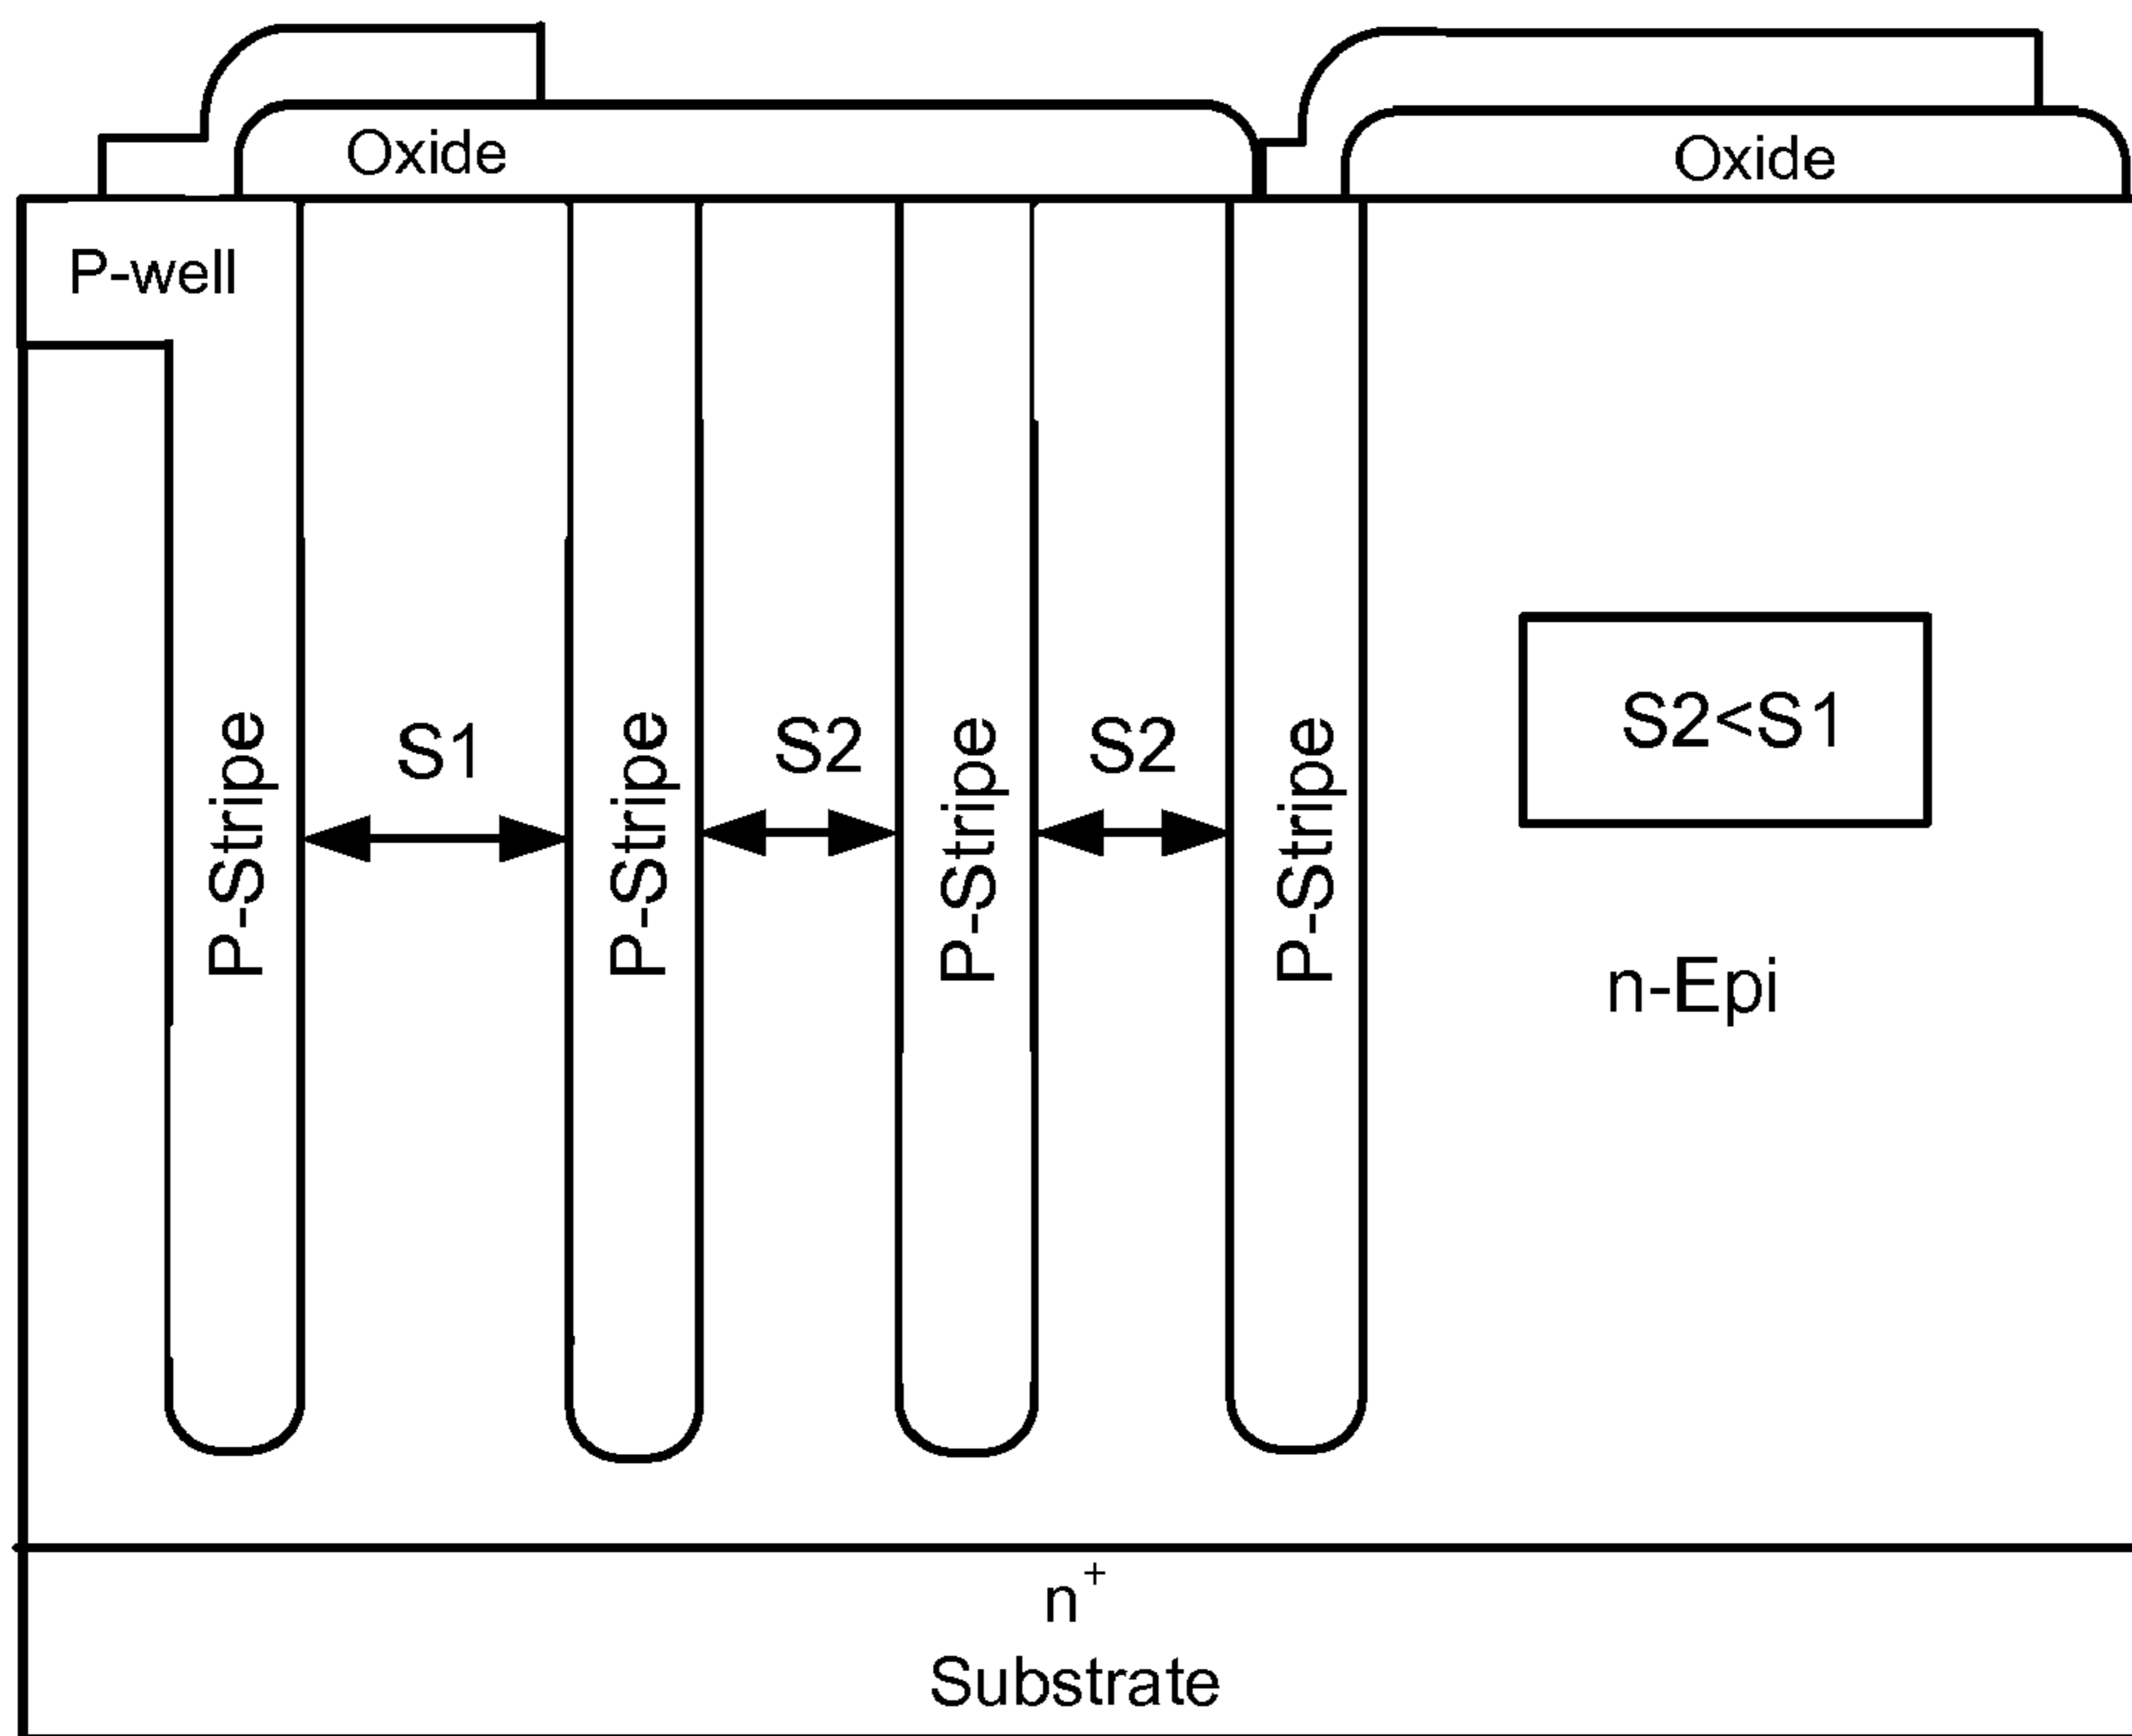 Oxide
Oxide
P-well
P-Stripe
S1
P-Stripe
S2
P-Stripe
S2
P-Stripe
S2<S1
n-Epi
n+
Substrate